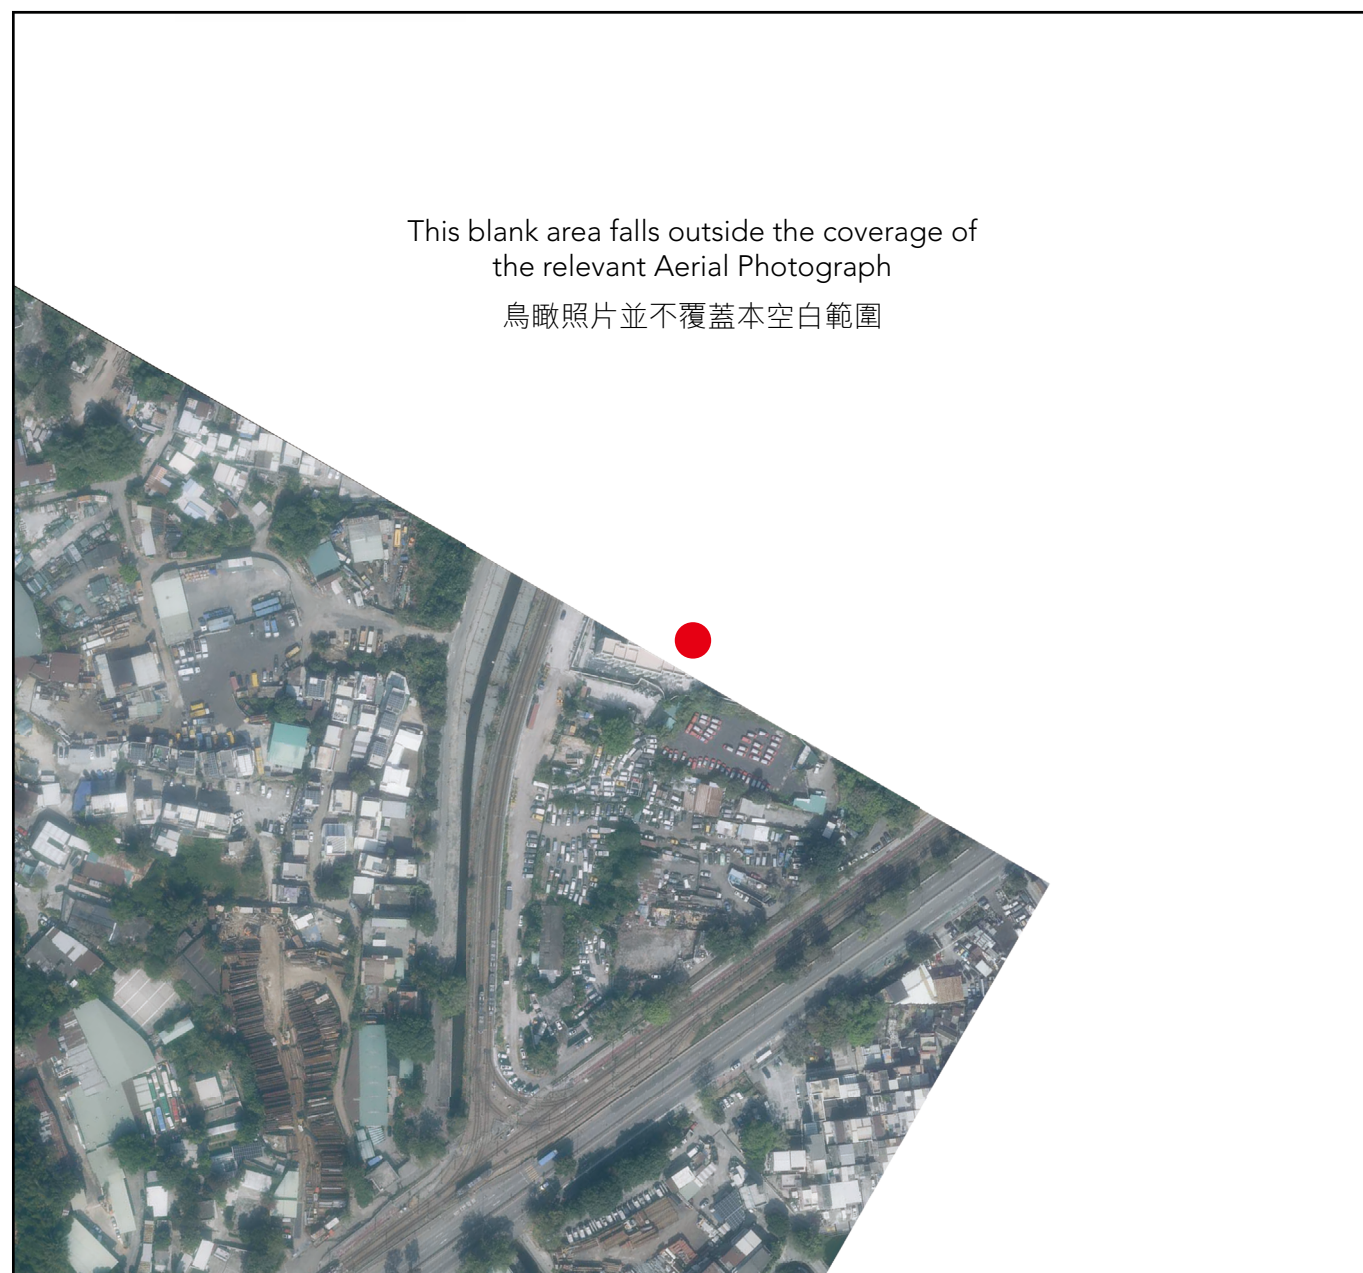 This blank area falls outside the coverage of
the relevant Aerial Photograph
鳥瞰照片並不覆蓋本空白範圍